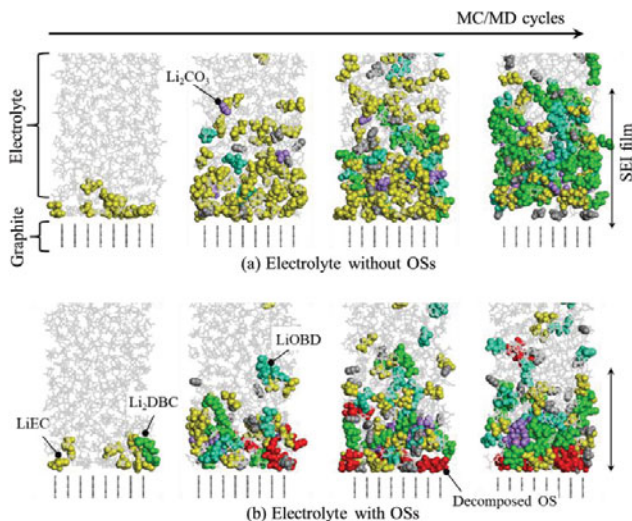 MC/MD cycles
Electrolyte
Graphite
Li₂CO₃
SEI film
(a) Electrolyte without OSs
LiEC
Li₂DBC
LiOBD
Decomposed OS
(b) Electrolyte with OSs